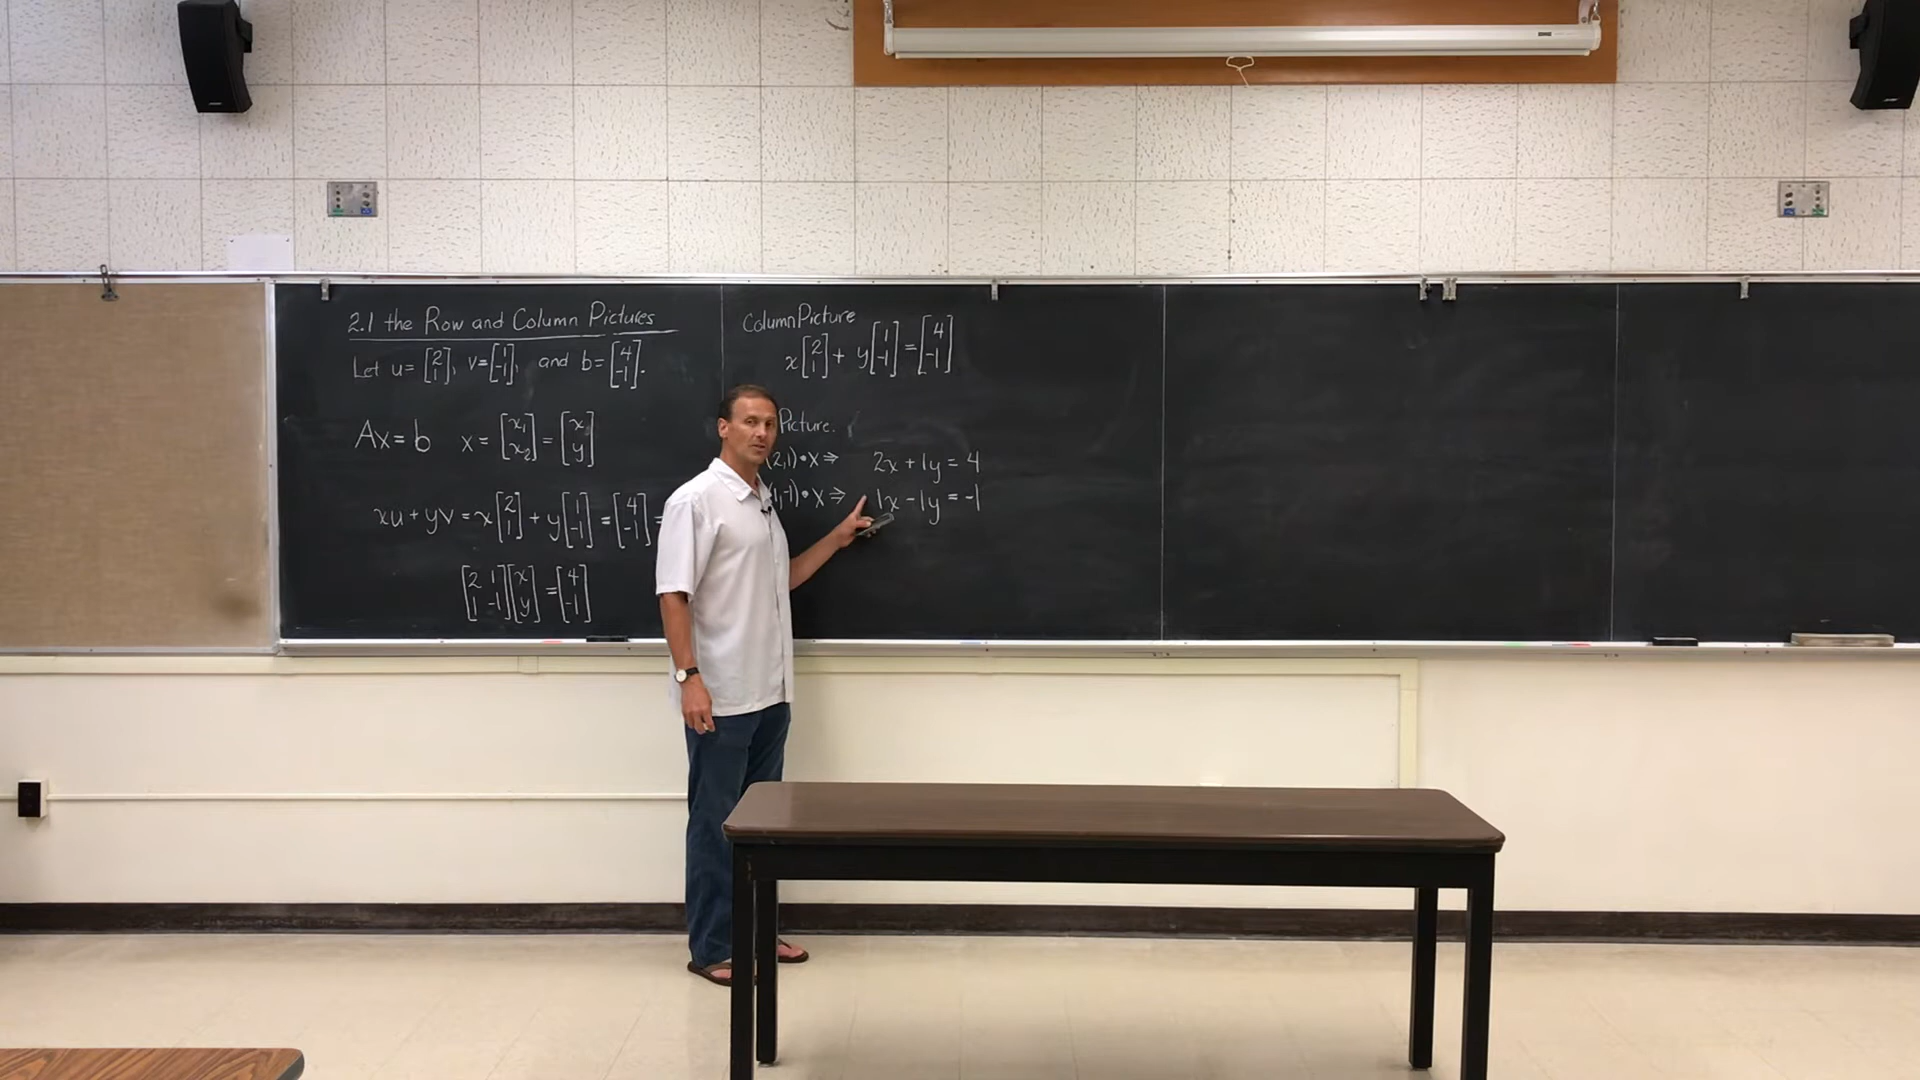 2.1 the Row and Column Pictures
Let u = [2 1], v = [1 -1], and b = [4 -1].
Ax = b x = [x₁ x₂] = [x y]
xu + yv = x[2 1] + y[1 -1] = [4 -1] =
[2 1 1 -1][x y] = [4 -1]
Column Picture
x[2 1] + y[1 -1] = [4 -1]
Picture.
(2,1)•x ⇒ 2x + 1y = 4
(1,-1)•x ⇒ 1x - 1y = -1